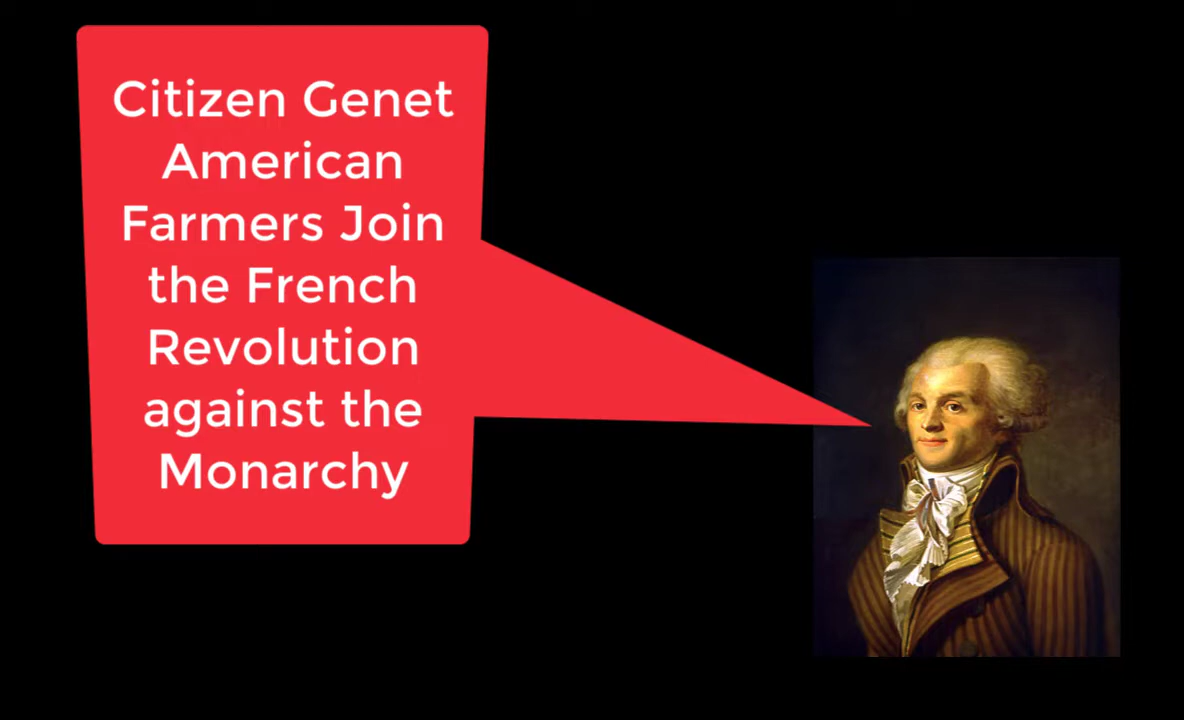 Citizen Genet
American
Farmers Join
the French
Revolution
against the
Monarchy